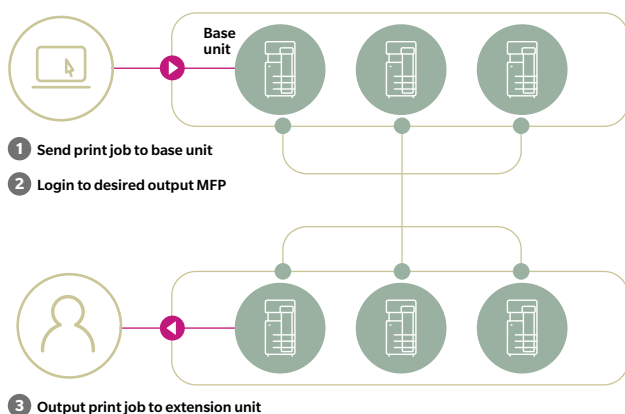 Base
unit
1 Send print job to base unit
2 Login to desired output MFP
3 Output print job to extension unit